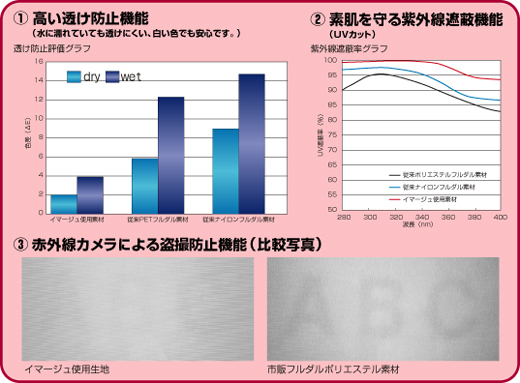 ① 高い透け防止機能
(水に濡れていても透けにくい、白い色でも安心です。)
透け防止評価グラフ
色差 (ΔE)
16
14
12
10
8
6
4
2
0
dry
wet
イマージュ使用素材
従来PETフルダル素材
従来ナイロンフルダル素材
② 素肌を守る紫外線遮蔽機能
(UVカット)
紫外線遮蔽率グラフ
UV遮蔽率 (%)
100
95
90
85
80
75
70
65
60
55
50
従来ポリエステルフルダル素材
従来ナイロンフルダル素材
イマージュ使用素材
280
300
320
340
360
380
400
波長 (nm)
③ 赤外線カメラによる盗撮防止機能(比較写真)
ABC
イマージュ使用生地
市販フルダルポリエステル素材